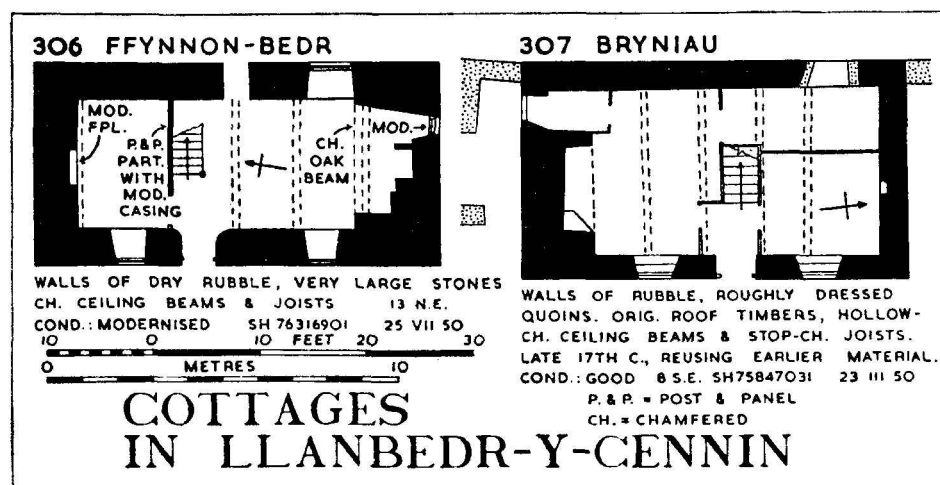 306 FFYNNON-BEDR
MOD.
FPL.
P.&P.
PART.
WITH
MOD.
CASING
CH.
OAK
BEAM
MOD.
WALLS OF DRY RUBBLE, VERY LARGE STONES
CH. CEILING BEAMS & JOISTS 13 N.E.
COND.: MODERNISED SH 76316901 25 VII 50
307 BRYNIAU
WALLS OF RUBBLE, ROUGHLY DRESSED
QUOINS. ORIG. ROOF TIMBERS, HOLLOW-
CH. CEILING BEAMS & STOP-CH. JOISTS.
LATE 17TH C., REUSING EARLIER MATERIAL.
COND.: GOOD 8 S.E. SH75847031 23 III 50
P.&P. = POST & PANEL
CH. = CHAMFERED
10 0 10 FEET 20 30
0 METRES 10
COTTAGES
IN LLANBEDR-Y-CENNIN